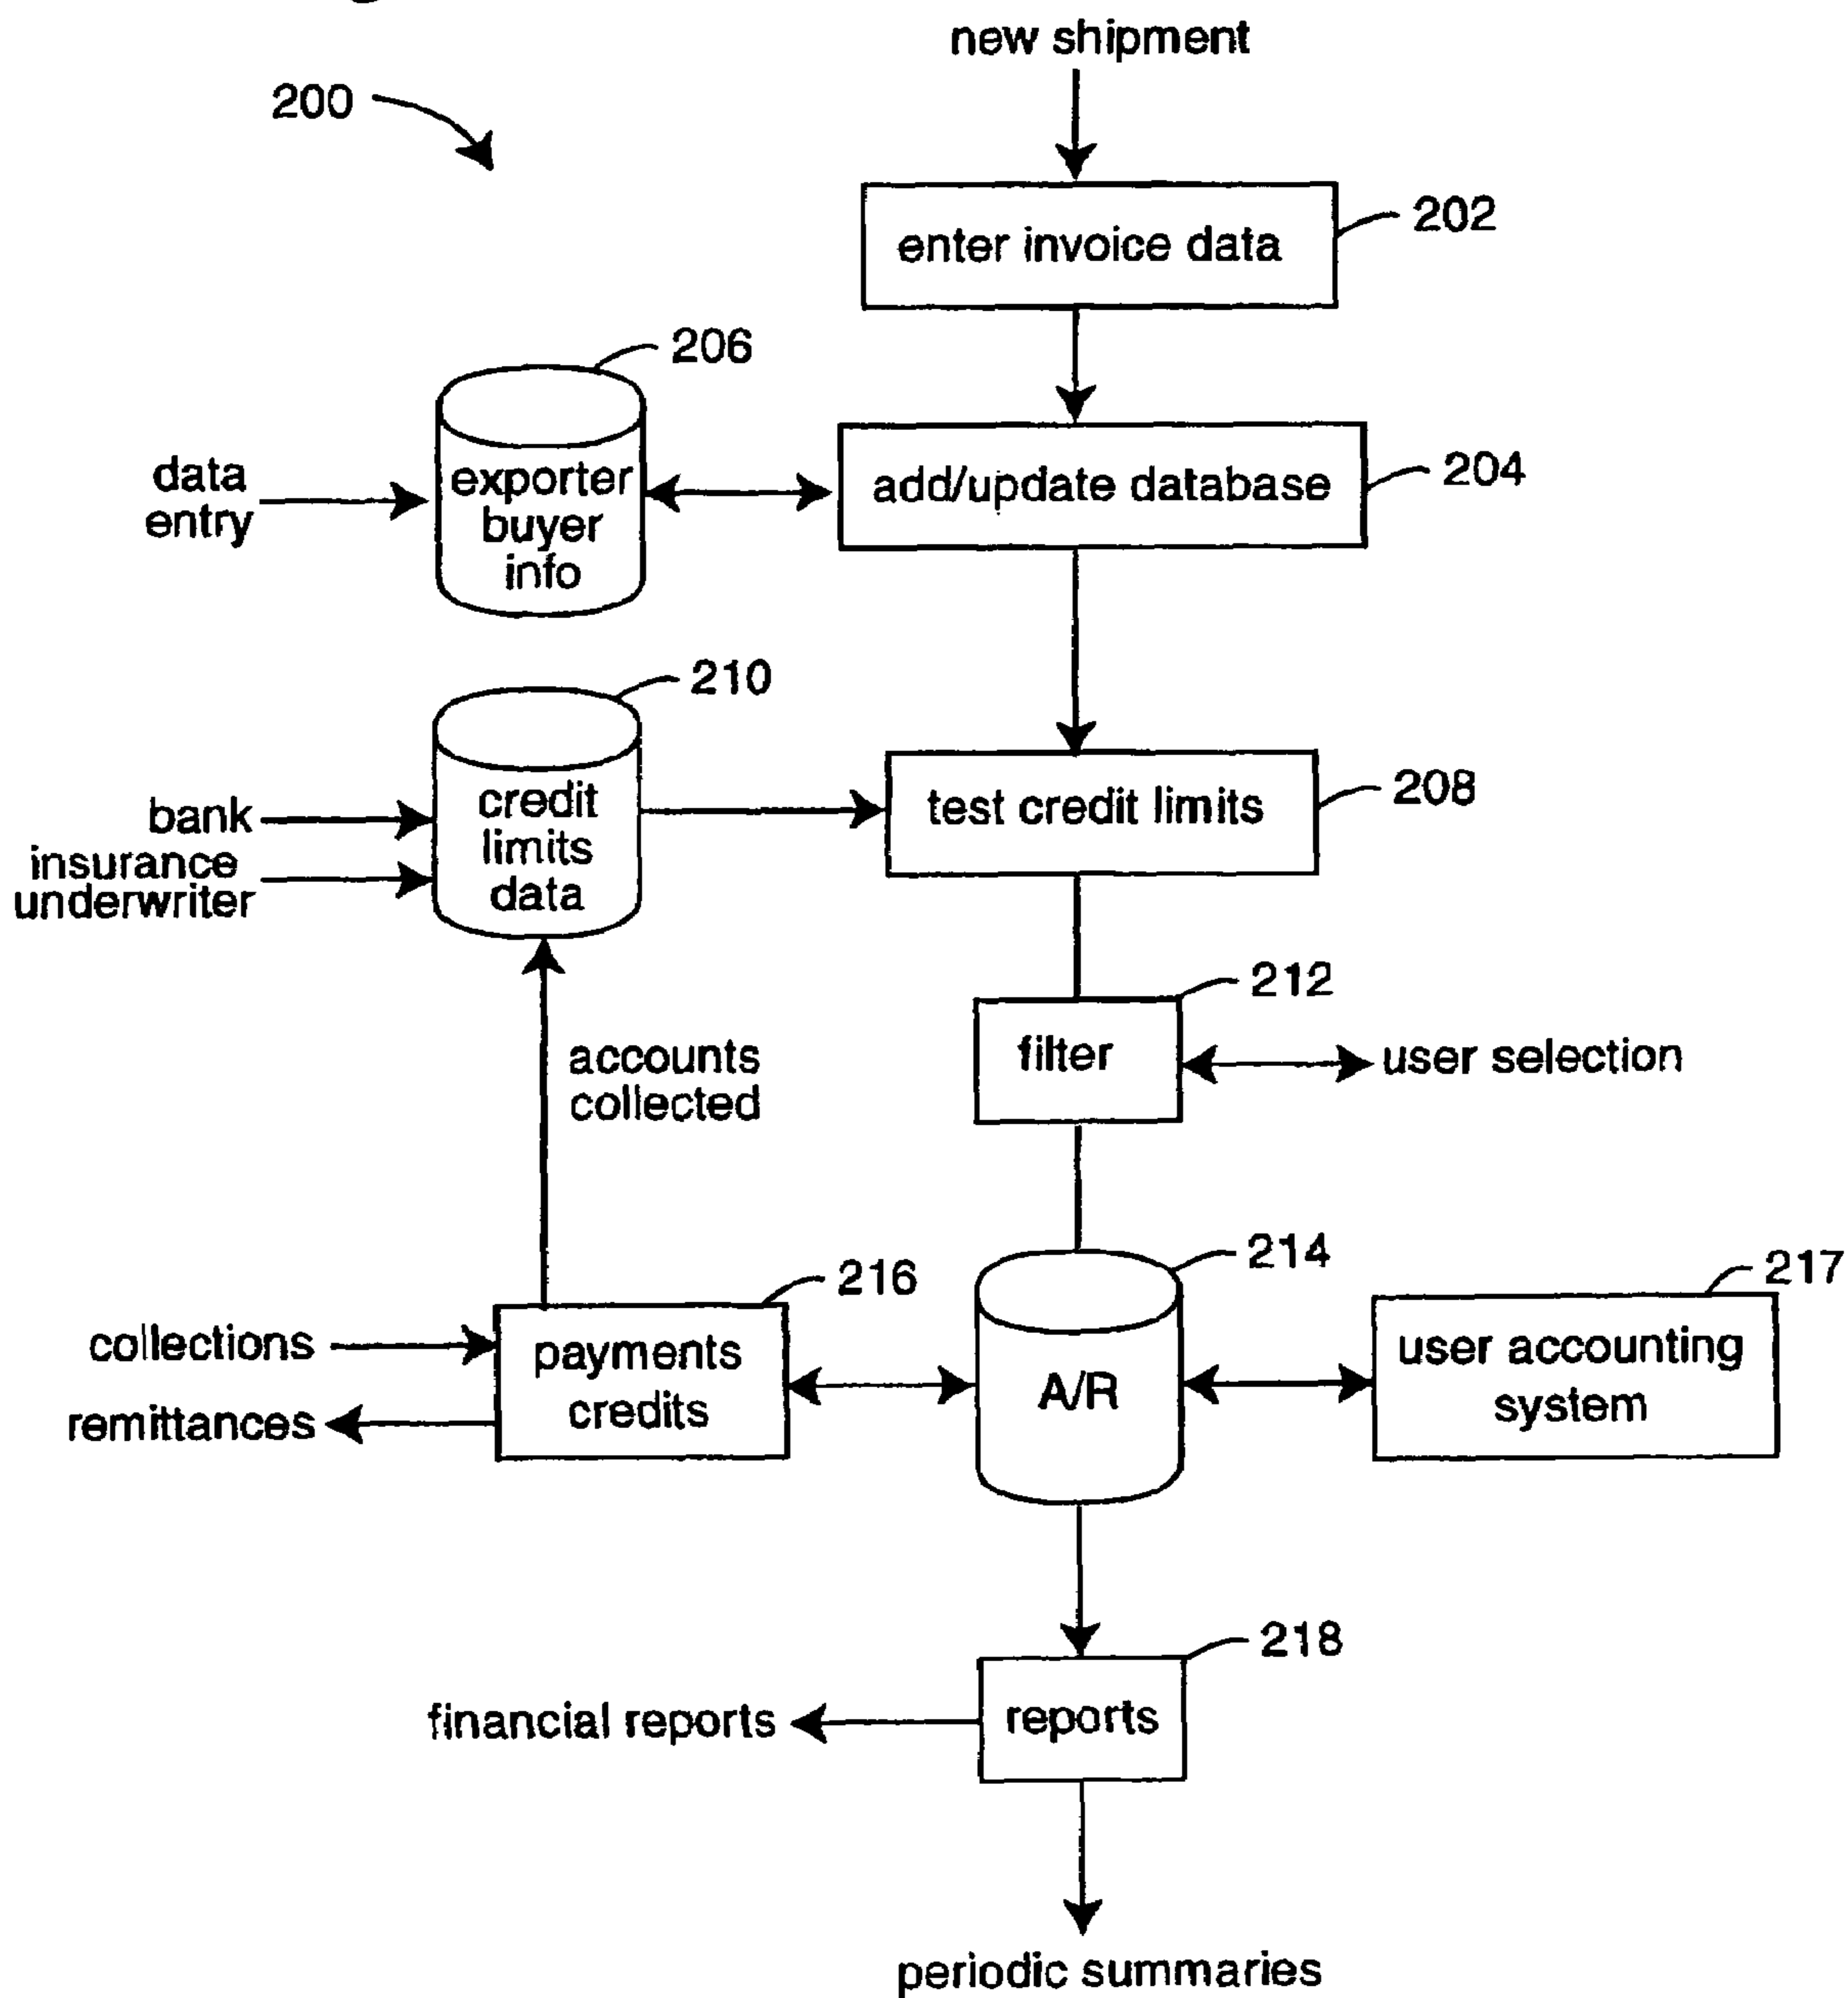 new shipment
200
enter invoice data
202
206
data
entry
exporter
buyer
info
add/update database
204
210
bank
insurance
underwriter
credit
limits
data
test credit limits
208
212
filter
user selection
accounts
collected
214
216
217
collections
remittances
payments
credits
A/R
user accounting
system
218
financial reports
reports
periodic summaries